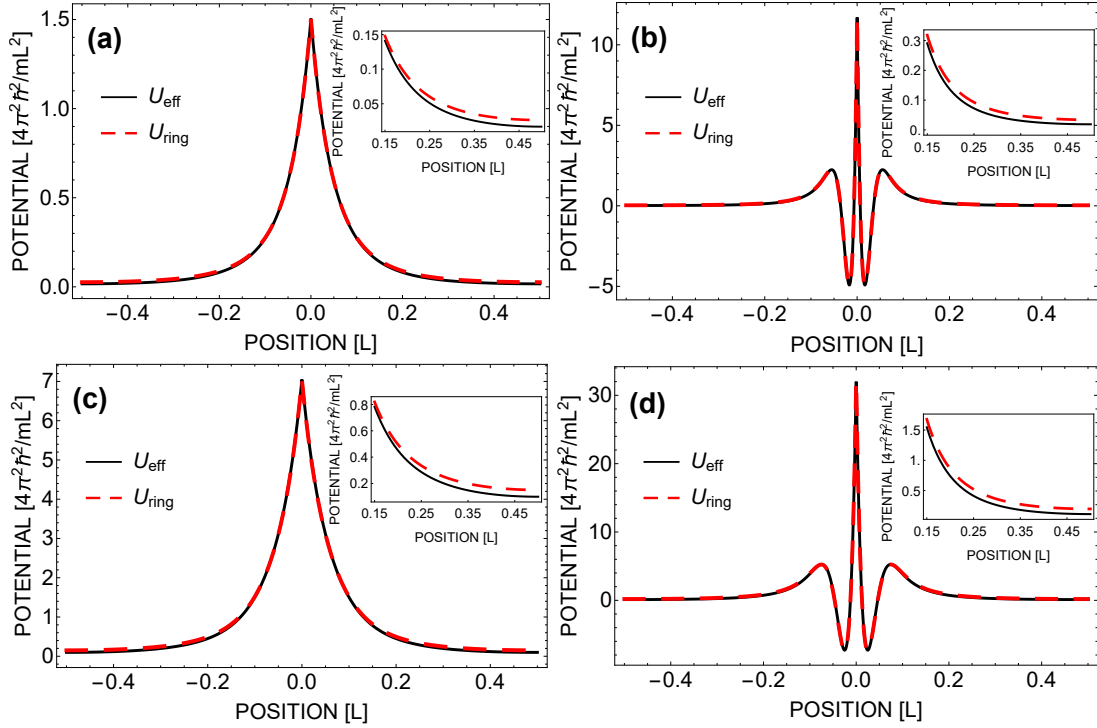 (a)
POTENTIAL [4π²ħ²/mL²]
1.5
1.0
0.5
0.0
U_eff
U_ring
−0.4 −0.2 0.0 0.2 0.4
POSITION [L]
POTENTIAL [4π²ħ²/mL²]
0.15
0.10
0.05
0.15 0.25 0.35 0.45
POSITION [L]
(b)
POTENTIAL [4π²ħ²/mL²]
10
5
0
−5
U_eff
U_ring
−0.4 −0.2 0.0 0.2 0.4
POSITION [L]
POTENTIAL [4π²ħ²/mL²]
0.3
0.2
0.1
0
0.15 0.25 0.35 0.45
POSITION [L]
(c)
POTENTIAL [4π²ħ²/mL²]
7
6
5
4
3
2
1
0
U_eff
U_ring
−0.4 −0.2 0.0 0.2 0.4
POSITION [L]
POTENTIAL [4π²ħ²/mL²]
0.8
0.6
0.4
0.2
0.15 0.25 0.35 0.45
POSITION [L]
(d)
POTENTIAL [4π²ħ²/mL²]
30
20
10
0
U_eff
U_ring
−0.4 −0.2 0.0 0.2 0.4
POSITION [L]
POTENTIAL [4π²ħ²/mL²]
1.5
1.0
0.5
0.15 0.25 0.35 0.45
POSITION [L]